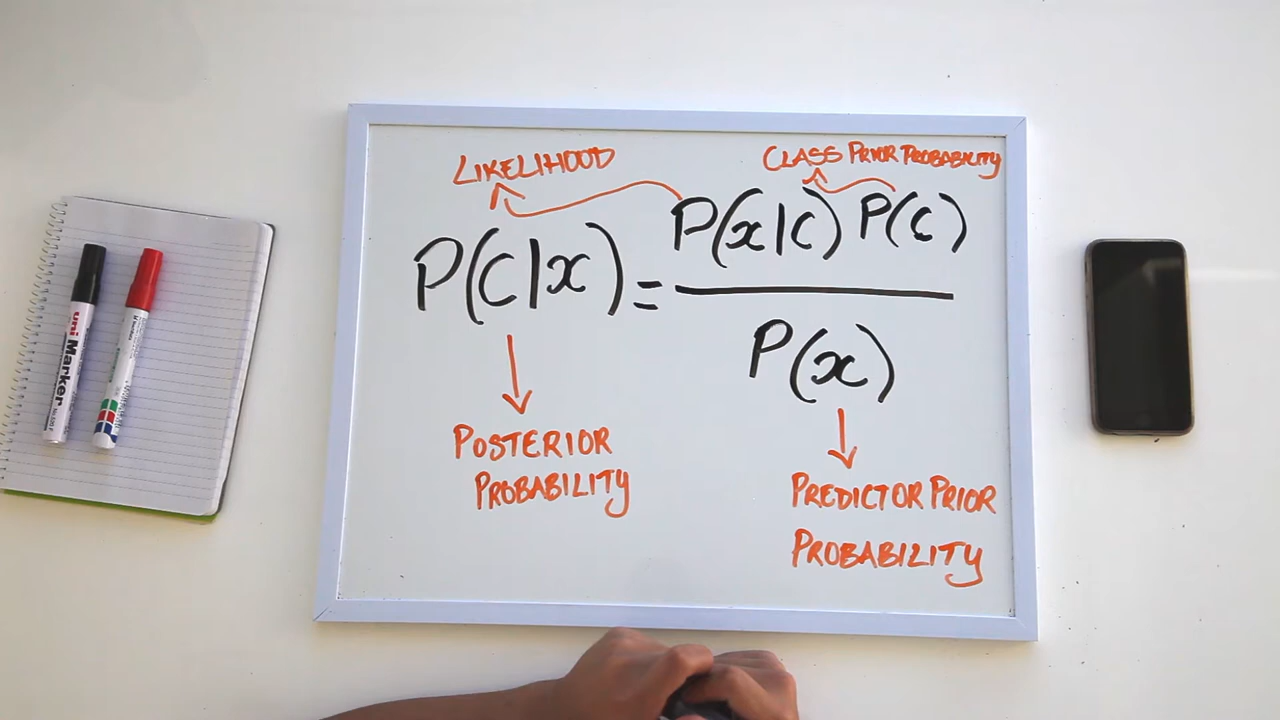 LIKELIHOOD
CLASS PRIOR PROBABILITY
P(C|x) = P(x|C) P(C)
P(x)
POSTERIOR
PROBABILITY
PREDICTOR PRIOR
PROBABILITY
uni Marker